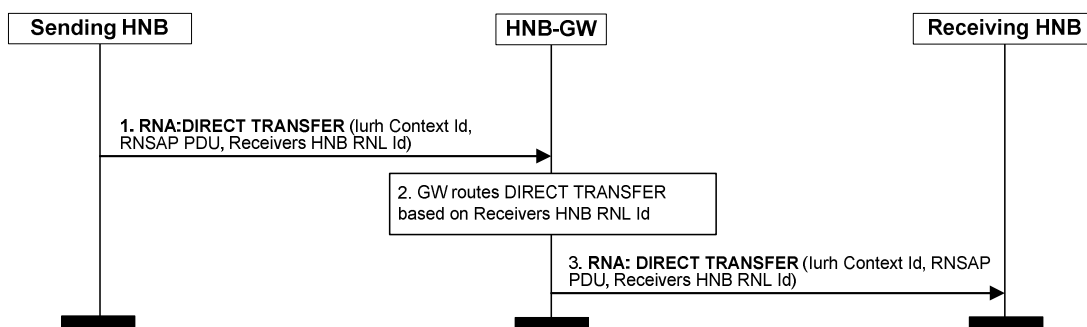 Sending HNB
HNB-GW
Receiving HNB
1. RNA:DIRECT TRANSFER (Iurh Context Id,
RNSAP PDU, Receivers HNB RNL Id)
2. GW routes DIRECT TRANSFER
based on Receivers HNB RNL Id
3. RNA: DIRECT TRANSFER (Iurh Context Id, RNSAP
PDU, Receivers HNB RNL Id)